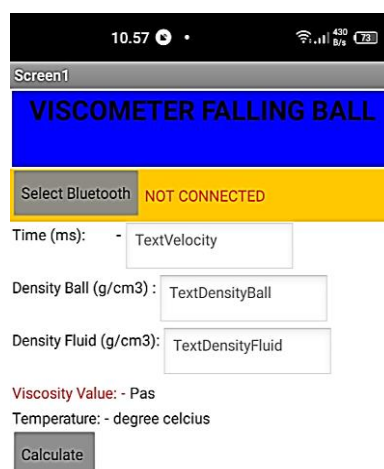 10.57 430 B/s 73
Screen1
VISCOMETER FALLING BALL
Select Bluetooth NOT CONNECTED
Time (ms): - TextVelocity
Density Ball (g/cm3) : TextDensityBall
Density Fluid (g/cm3): TextDensityFluid
Viscosity Value: - Pas
Temperature: - degree celcius
Calculate